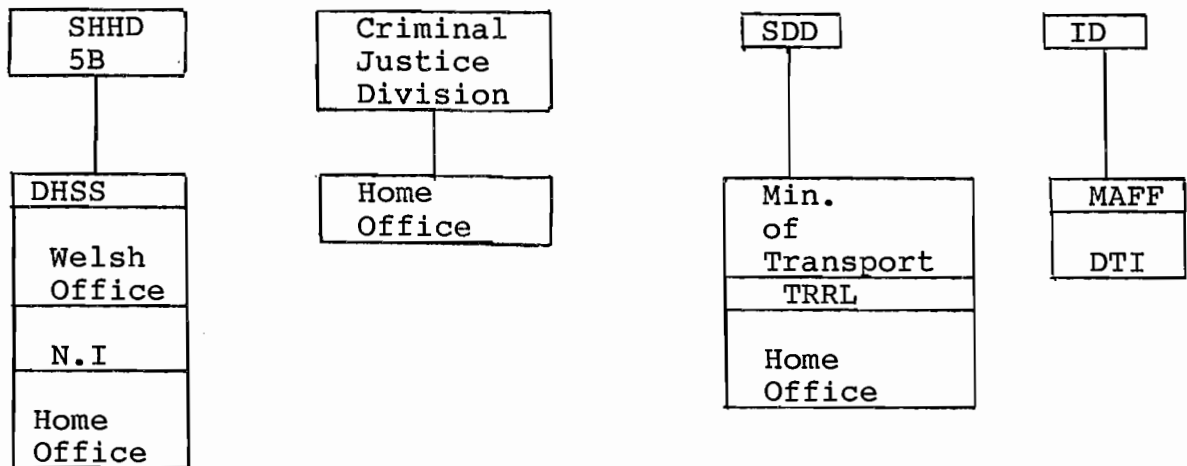 SHHD
5B
DHSS
Welsh
Office
N.I
Home
Office
Criminal
Justice
Division
Home
Office
SDD
Min.
of
Transport
TRRL
Home
Office
ID
MAFF
DTI